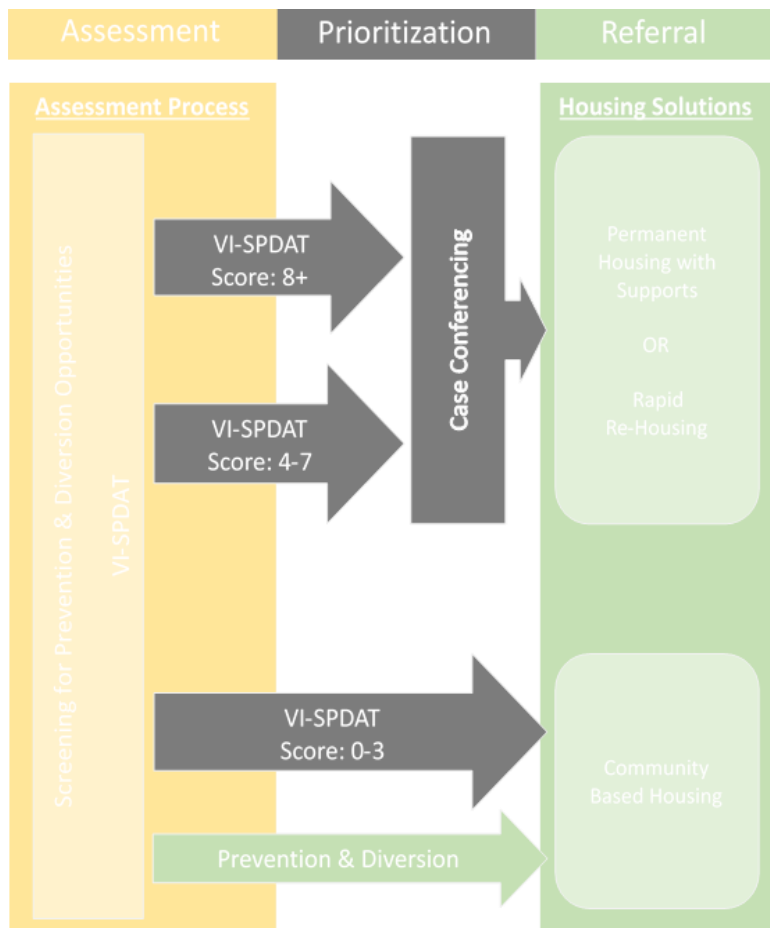 Assessment
Prioritization
Referral
Assessment Process
Housing Solutions
Screening for Prevention & Diversion Opportunities
VI-SPDAT
VI-SPDAT
Score: 8+
VI-SPDAT
Score: 4-7
Case Conferencing
Permanent
Housing with
Supports
OR
Rapid
Re-Housing
VI-SPDAT
Score: 0-3
Prevention & Diversion
Community
Based Housing